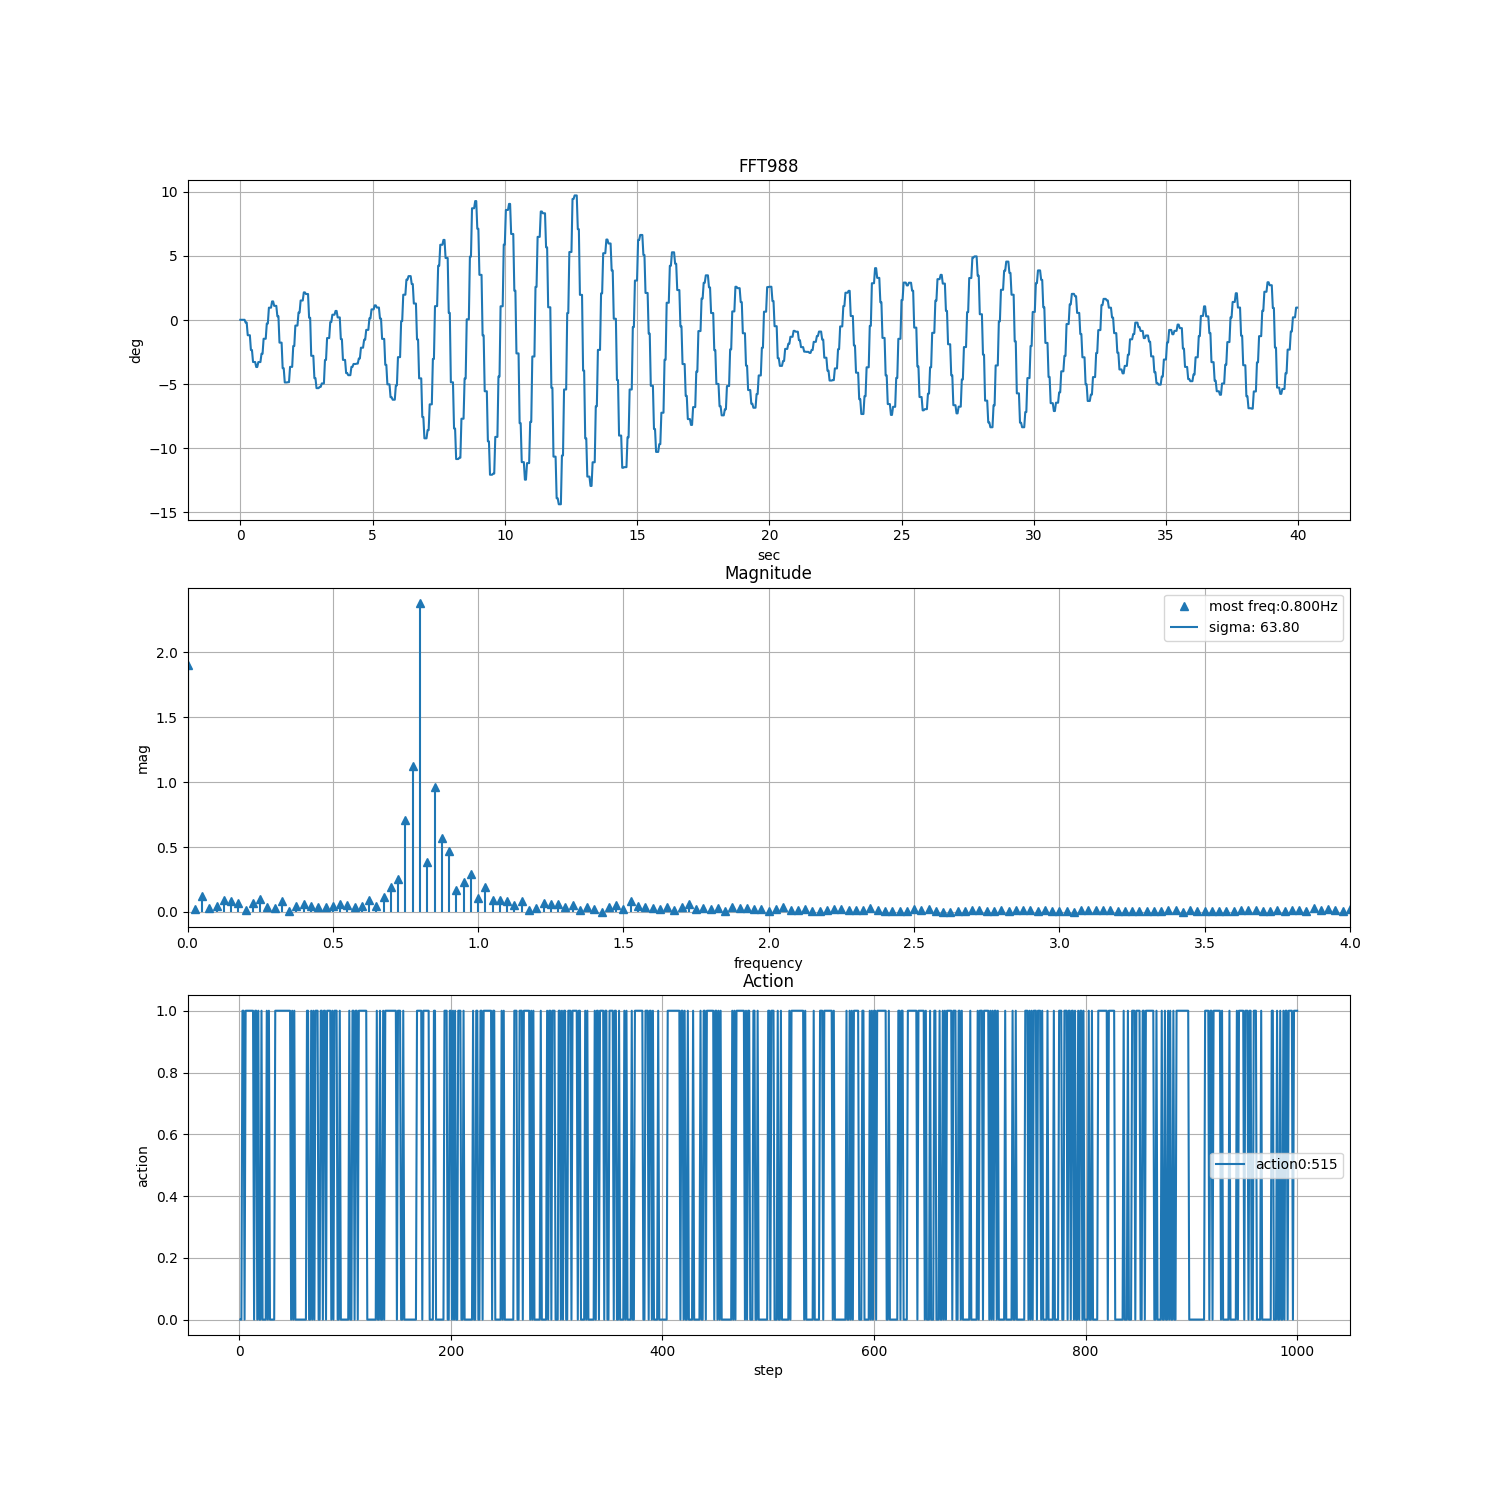 FFT988
10
5
0
−5
−10
−15
deg
0 5 10 15 20 25 30 35 40
sec
Magnitude
most freq:0.800Hz
sigma: 63.80
2.0
1.5
1.0
0.5
0.0
mag
0.0 0.5 1.0 1.5 2.0 2.5 3.0 3.5 4.0
frequency
Action
1.0
0.8
0.6
0.4
0.2
0.0
action
action0:515
0 200 400 600 800 1000
step